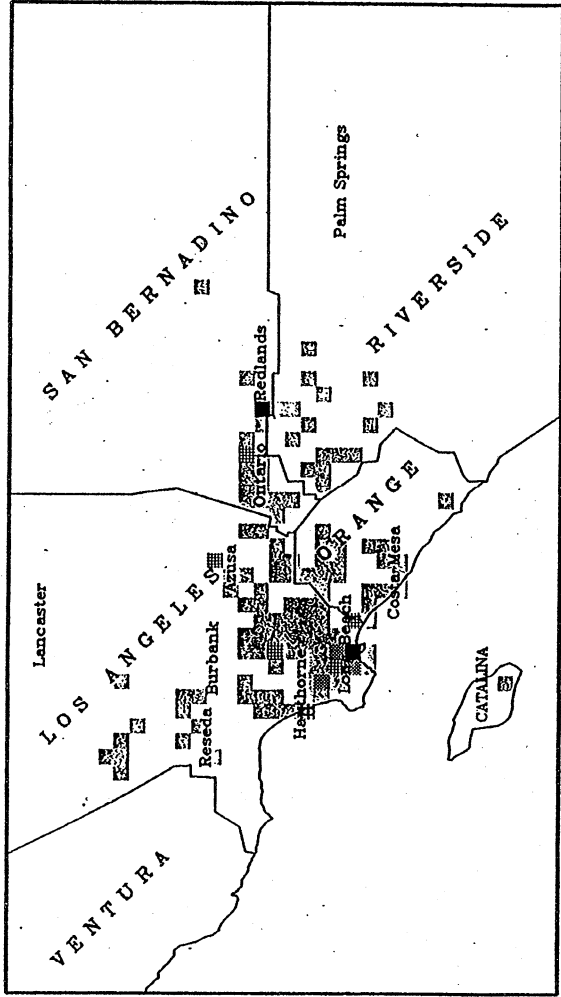 SAN BERNADINO
Palm Springs
RIVERSIDE
Redlands
Ontario
ORANGE
Lancaster
LOS ANGELES
Azusa
Burbank
Reseda
Hawthorne
Long Beach
Costa Mesa
CATALINA
VENTURA